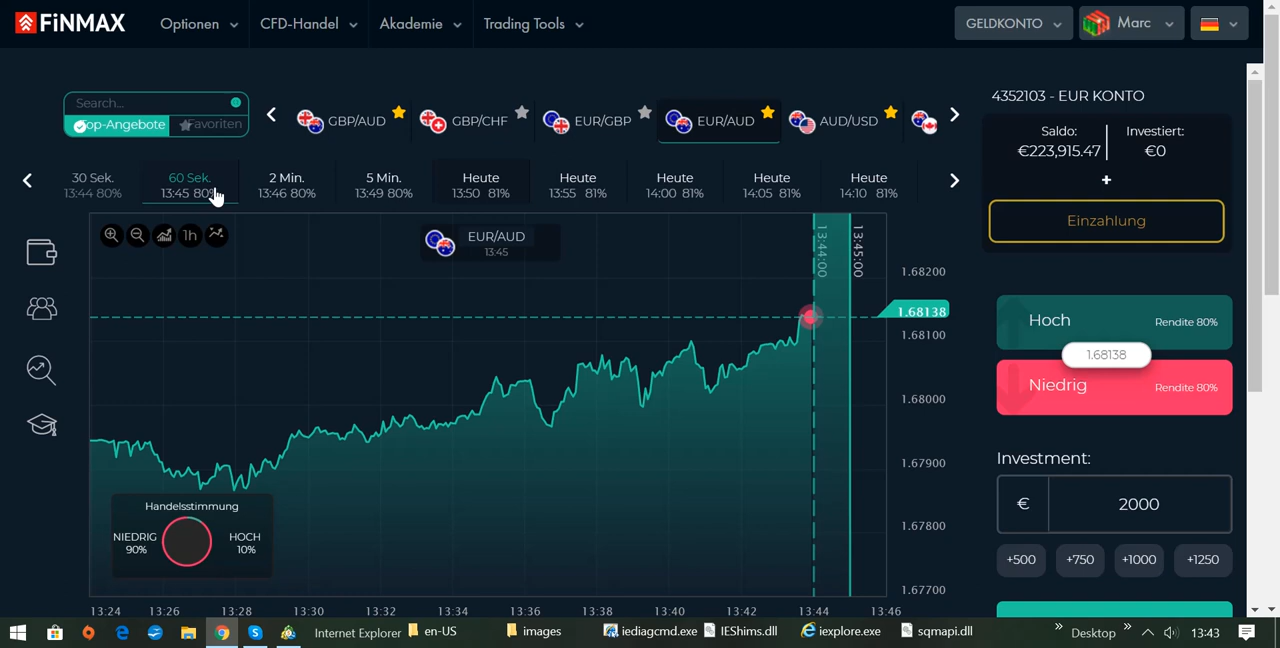 FiNMAX
Optionen
CFD-Handel
Akademie
Trading Tools
GELDKONTO
Marc
Search...
Top-Angebote
Favoriten
GBP/AUD
GBP/CHF
EUR/GBP
EUR/AUD
AUD/USD
4352103 - EUR KONTO
Saldo:
€223,915.47
Investiert:
€0
+
Einzahlung
30 Sek.
13:44 80%
60 Sek.
13:45 80%
2 Min.
13:46 80%
5 Min.
13:49 80%
Heute
13:50 81%
Heute
13:55 81%
Heute
14:00 81%
Heute
14:05 81%
Heute
14:10 81%
1h
EUR/AUD
13:45
13:44:00
13:45:00
1.68200
1.68138
1.68100
1.68000
1.67900
1.67800
1.67700
Handelsstimmung
NIEDRIG
90%
HOCH
10%
13:24
13:26
13:28
13:30
13:32
13:34
13:36
13:38
13:40
13:42
13:44
13:46
Hoch
Rendite 80%
1.68138
Niedrig
Rendite 80%
Investment:
€
2000
+500
+750
+1000
+1250
Internet Explorer
en-US
images
iediagcmd.exe
IEShims.dll
iexplore.exe
sqmapi.dll
Desktop
13:43